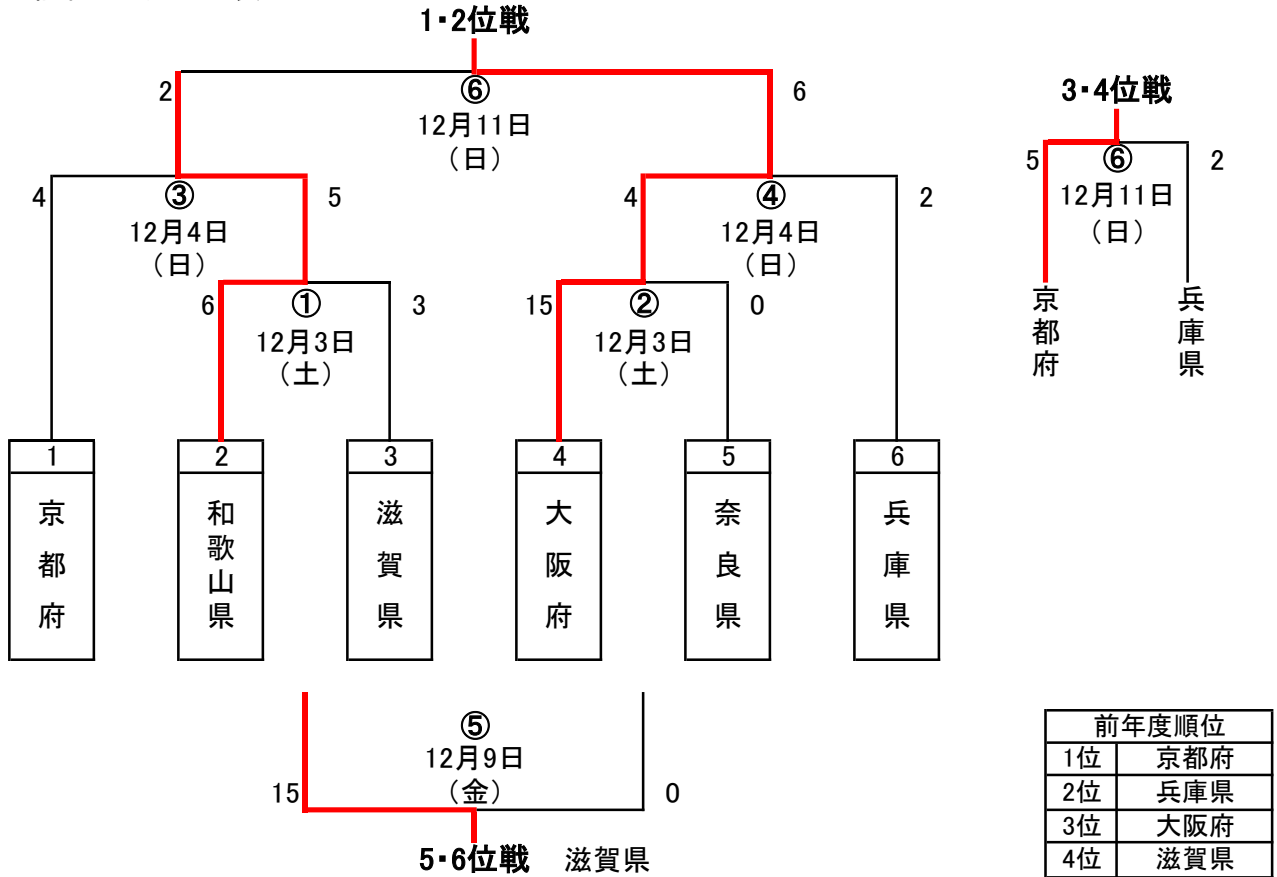 1・2位戦
2
⑥
6
12月11日
(日)
3・4位戦
5
⑥
2
12月11日
(日)
京都府
兵庫県
4
③
5
12月4日
(日)
4
④
2
12月4日
(日)
6
①
3
12月3日
(土)
15
②
0
12月3日
(土)
1
2
3
4
5
6
京都府
和歌山県
滋賀県
大阪府
奈良県
兵庫県
⑤
12月9日
(金)
15
0
5・6位戦 滋賀県
前年度順位
1位 京都府
2位 兵庫県
3位 大阪府
4位 滋賀県